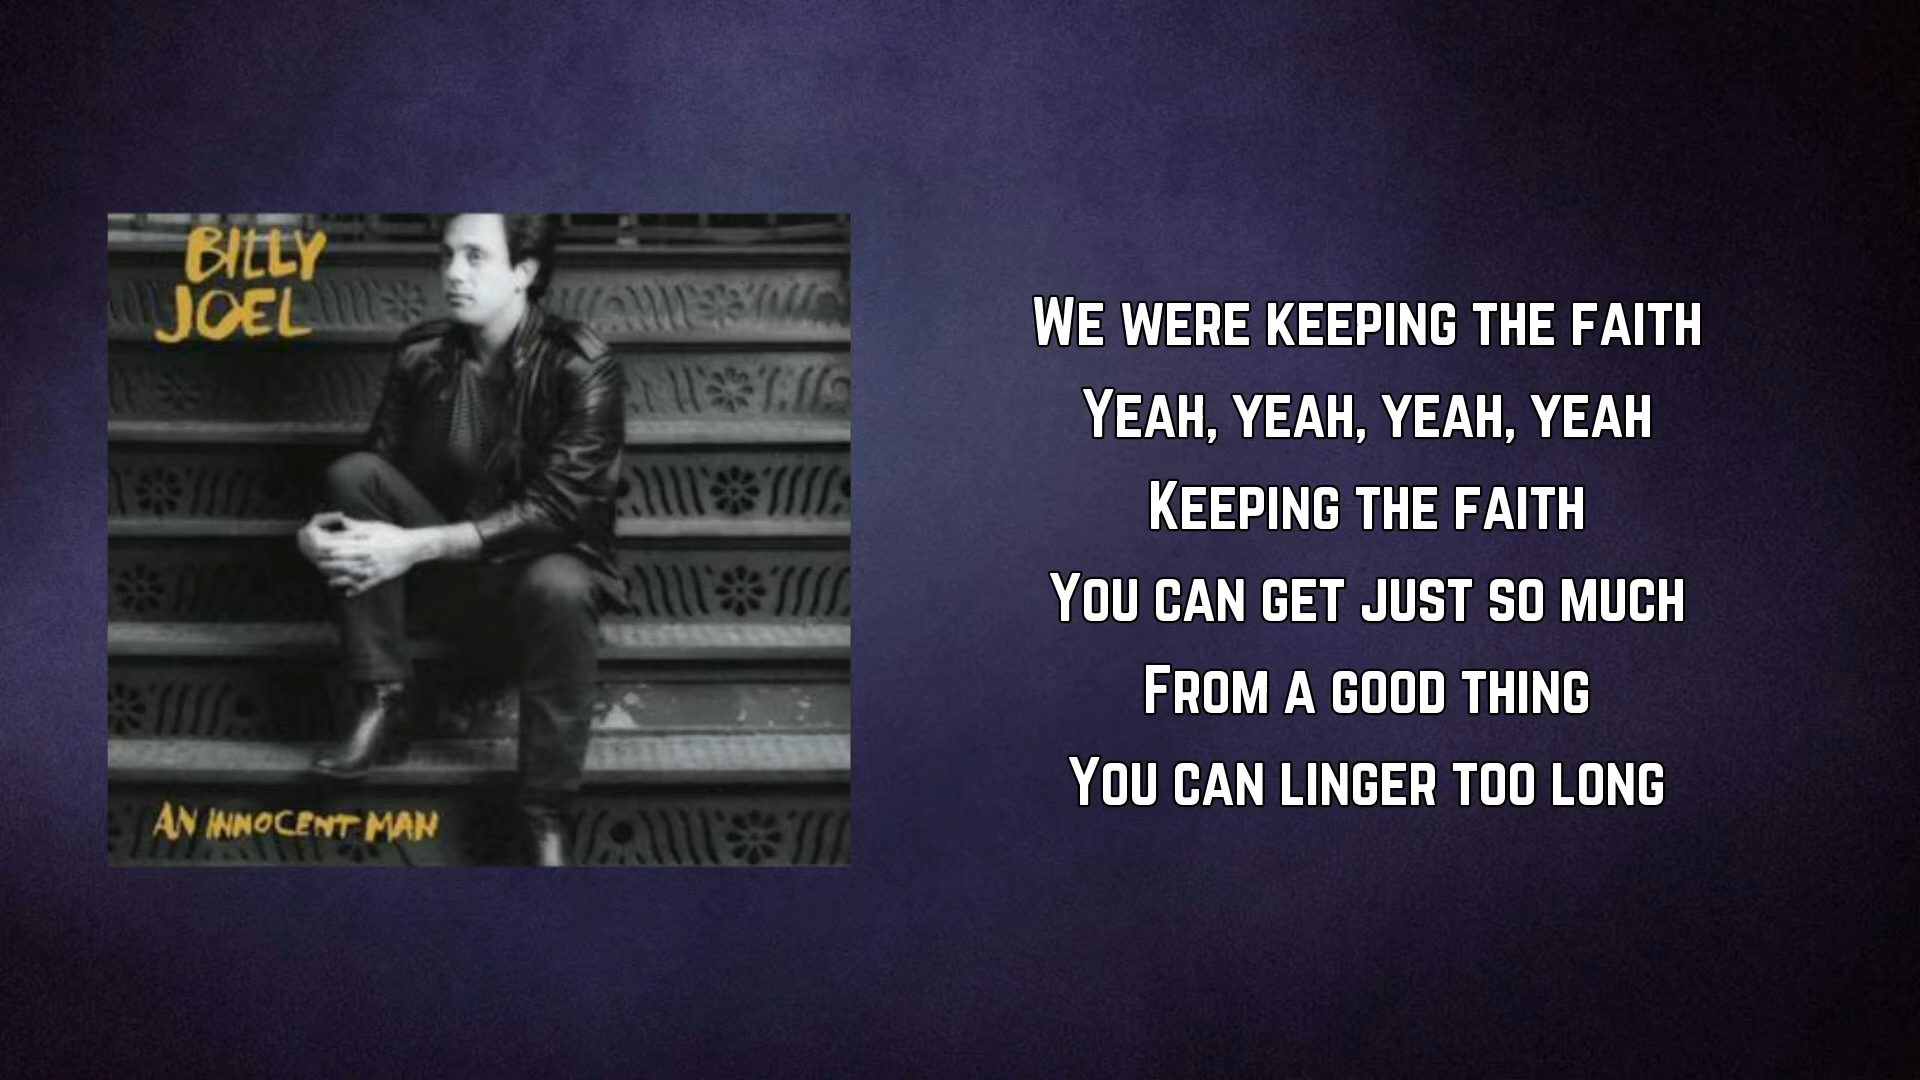 BILLY
JOEL
AN INNOCENT MAN
We were keeping the faith
Yeah, yeah, yeah, yeah
Keeping the faith
You can get just so much
From a good thing
You can linger too long